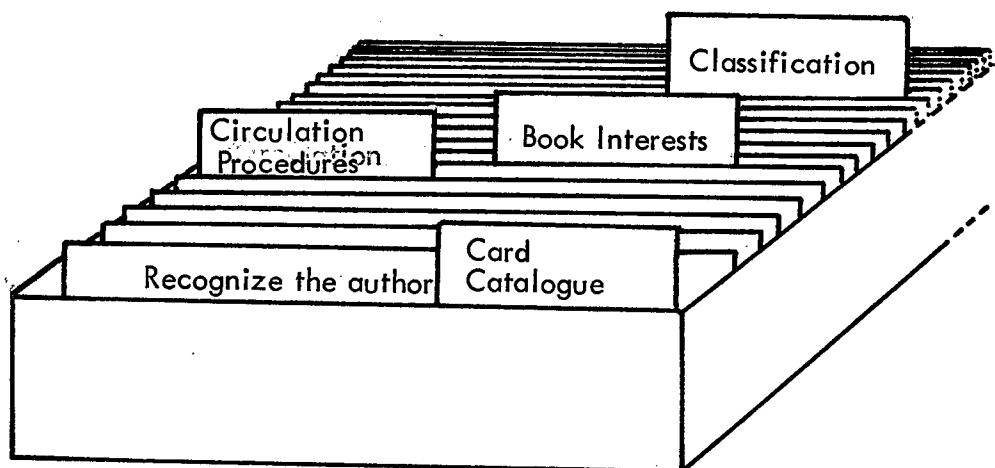 Classification
Book Interests
Circulation
Procedures
Card
Catalogue
Recognize the author